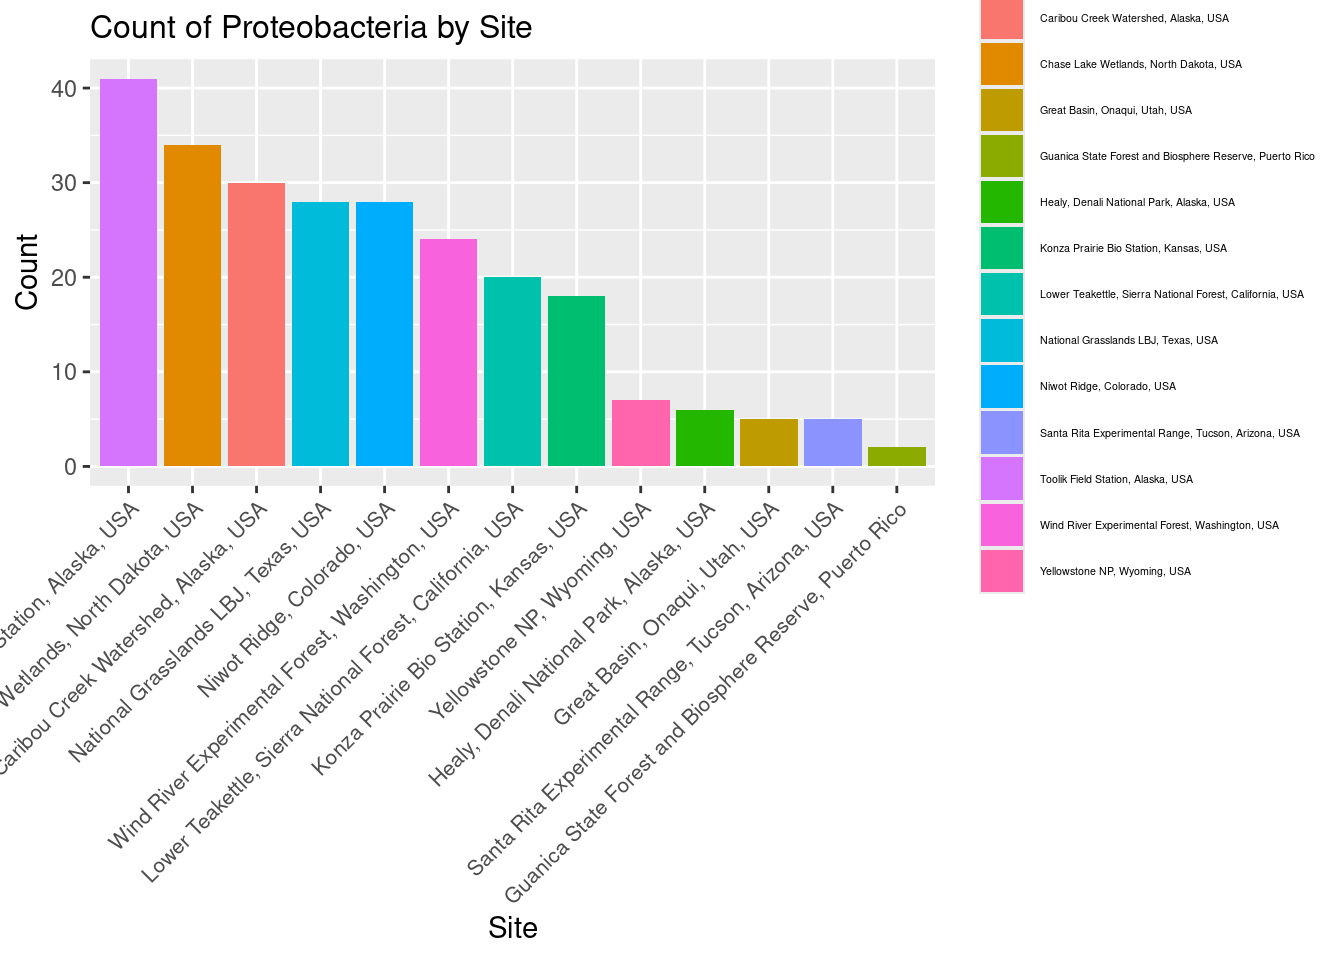 Count of Proteobacteria by Site
Count
40
30
20
10
0
Station, Alaska, USA
Wetlands, North Dakota, USA
Caribou Creek Watershed, Alaska, USA
National Grasslands LBJ, Texas, USA
Niwot Ridge, Colorado, USA
Wind River Experimental Forest, Washington, USA
Lower Teakettle, Sierra National Forest, California, USA
Konza Prairie Bio Station, Kansas, USA
Yellowstone NP, Wyoming, USA
Healy, Denali National Park, Alaska, USA
Great Basin, Onaqui, Utah, USA
Santa Rita Experimental Range, Tucson, Arizona, USA
Guanica State Forest and Biosphere Reserve, Puerto Rico
Site
Caribou Creek Watershed, Alaska, USA
Chase Lake Wetlands, North Dakota, USA
Great Basin, Onaqui, Utah, USA
Guanica State Forest and Biosphere Reserve, Puerto Rico
Healy, Denali National Park, Alaska, USA
Konza Prairie Bio Station, Kansas, USA
Lower Teakettle, Sierra National Forest, California, USA
National Grasslands LBJ, Texas, USA
Niwot Ridge, Colorado, USA
Santa Rita Experimental Range, Tucson, Arizona, USA
Toolik Field Station, Alaska, USA
Wind River Experimental Forest, Washington, USA
Yellowstone NP, Wyoming, USA